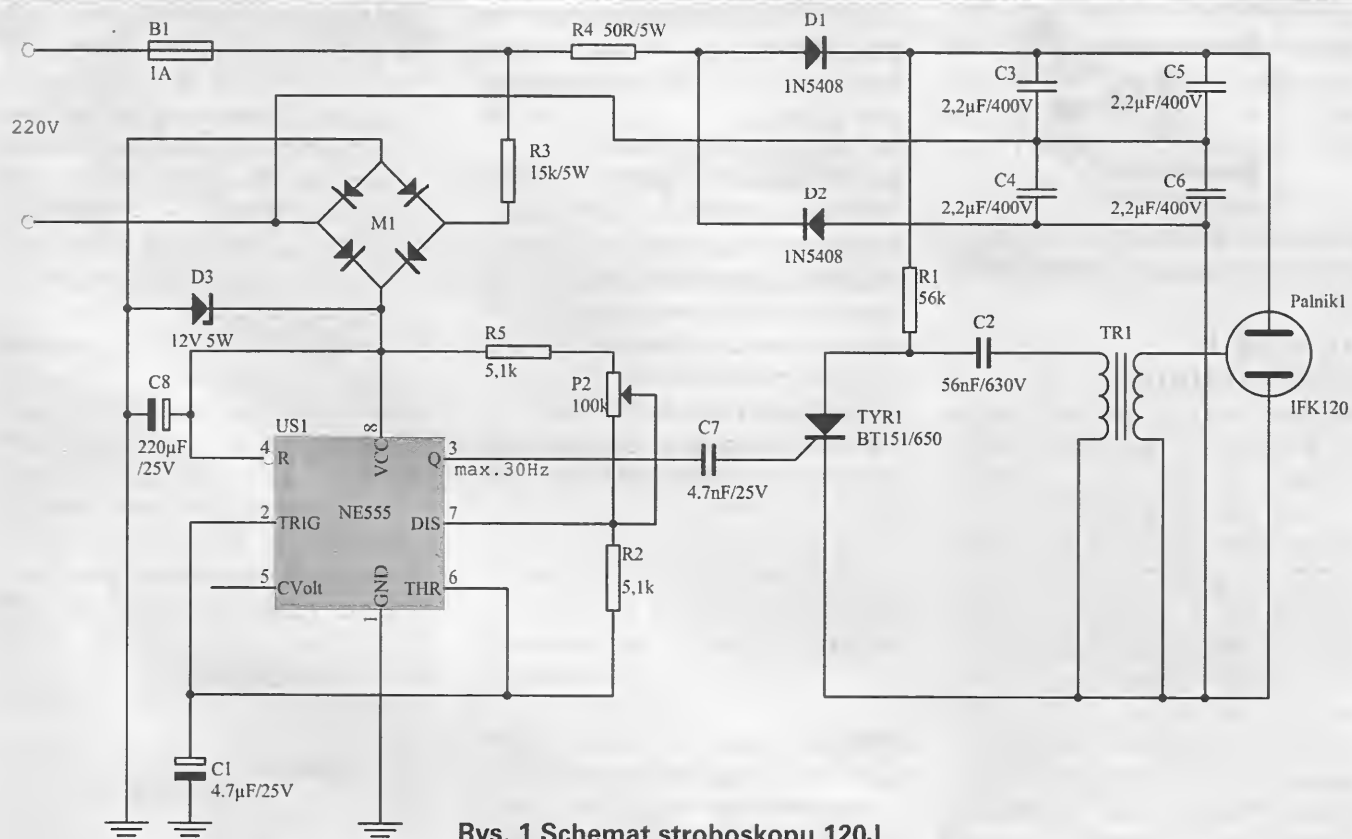 B1
1A
R4 50R/5W
D1
1N5408
C3
2,2µF/400V
C5
2,2µF/400V
220V
R3
15k/5W
M1
C4
2,2µF/400V
C6
2,2µF/400V
D2
1N5408
D3
12V 5W
R1
56k
Palnik1
IFK120
R5
5,1k
P2
100k
C2
56nF/630V
TR1
C8
220µF
/25V
TYR1
BT151/650
US1
4
R
8
VCC
3
Q
max.30Hz
C7
4.7nF/25V
2
TRIG
NE555
DIS
7
R2
5,1k
5
CVolt
GND
1
THR
6
C1
4.7µF/25V
Rys. 1 Schemat stroboskopu 120J